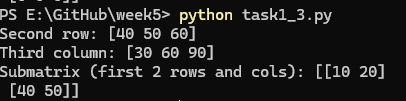 PS E:\GitHub\week5> python task1_3.py
Second row: [40 50 60]
Third column: [30 60 90]
Submatrix (first 2 rows and cols): [[10 20]
 [40 50]]